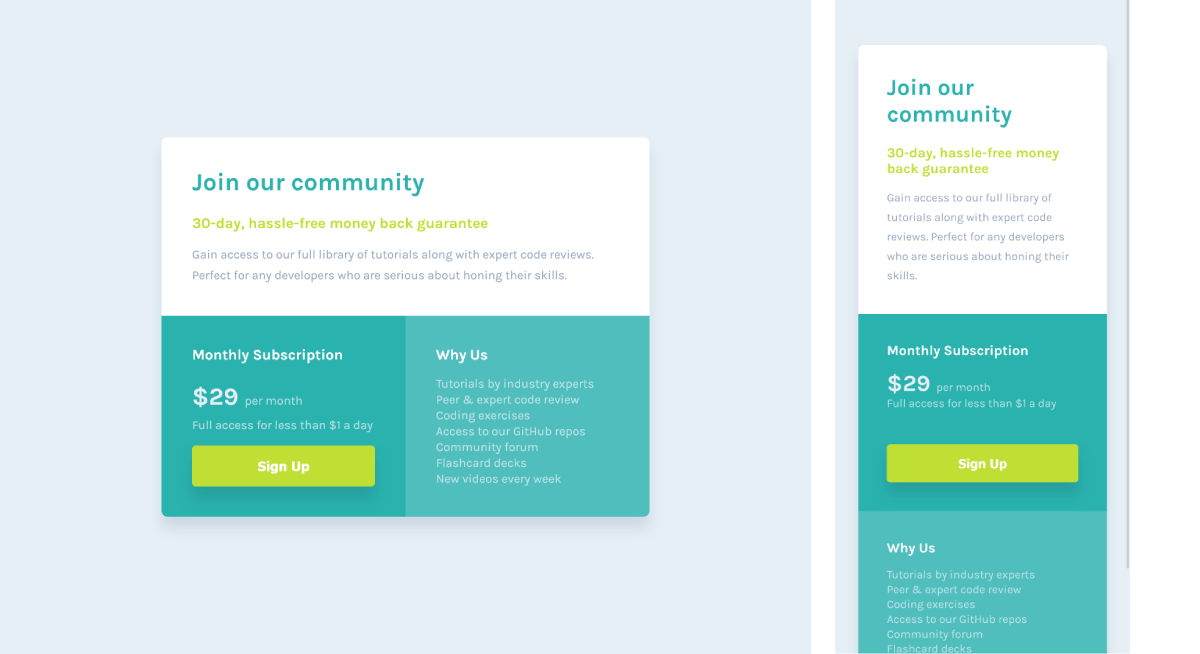 Join our community
30-day, hassle-free money back guarantee
Gain access to our full library of tutorials along with expert code reviews.
Perfect for any developers who are serious about honing their skills.
Monthly Subscription
$29 per month
Full access for less than $1 a day
Sign Up
Why Us
Tutorials by industry experts
Peer & expert code review
Coding exercises
Access to our GitHub repos
Community forum
Flashcard decks
New videos every week
Join our
community
30-day, hassle-free money
back guarantee
Gain access to our full library of
tutorials along with expert code
reviews. Perfect for any developers
who are serious about honing their
skills.
Monthly Subscription
$29 per month
Full access for less than $1 a day
Sign Up
Why Us
Tutorials by industry experts
Peer & expert code review
Coding exercises
Access to our GitHub repos
Community forum
Flashcard decks